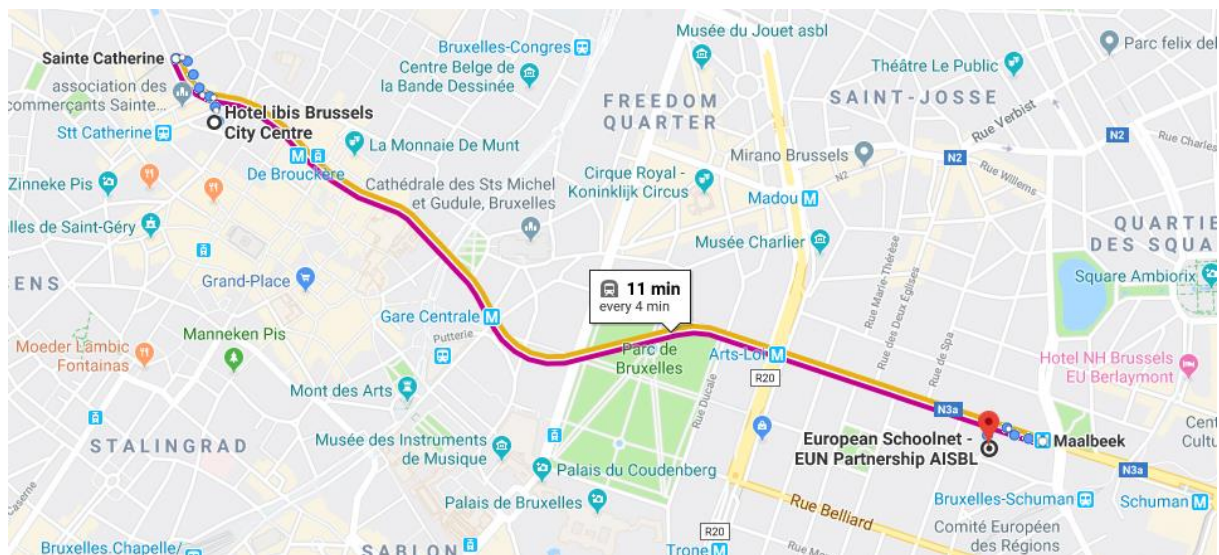 Musée du Jouet asbl
Bruxelles-Congres
Parc felix del
Sainte Catherine
Centre Belge de
la Bande Dessinée
Théâtre Le Public
association des
commerçants Sainte...
FREEDOM
QUARTER
SAINT-JOSSE
Rue Verbist
Hotel ibis Brussels
City Centre
N2
Rue Charles
Stt Catherine
La Monnaie De Munt
Mirano Brussels
N2
N2
Rue Willems
De Brouckère
Zinneke Pis
Cathédrale des Sts Michel
et Gudule, Bruxelles
Cirque Royal -
Koninklijk Circus
Madou
alles de Saint-Géry
Musée Charlier
Rue Marie-Thérèse
QUARTIE
DES SQUA
ENS
Grand-Place
11 min
every 4 min
Rue des Deux Églises
Square Ambiorix
Gare Centrale
Manneken Pis
Putterie
Rue de Spa
Moeder Lambic
Fontainas
Parc de
Bruxelles
Arts-Loi
Hotel NH Brussels
EU Berlaymont
Mont des Arts
R20
Rue Ducale
N3a
Cent
Cultu
STALINGRAD
Musée des Instruments
de Musique
European Schoolnet -
EUN Partnership AISBL
Maalbeek
Palais du Coudenberg
N3a
Caserne
Palais de Bruxelles
Rue Belliard
Bruxelles-Schuman
Schuman
R20
Comité Européen
des Régions
Bruxelles.Chapelle/
SABLON
Trone